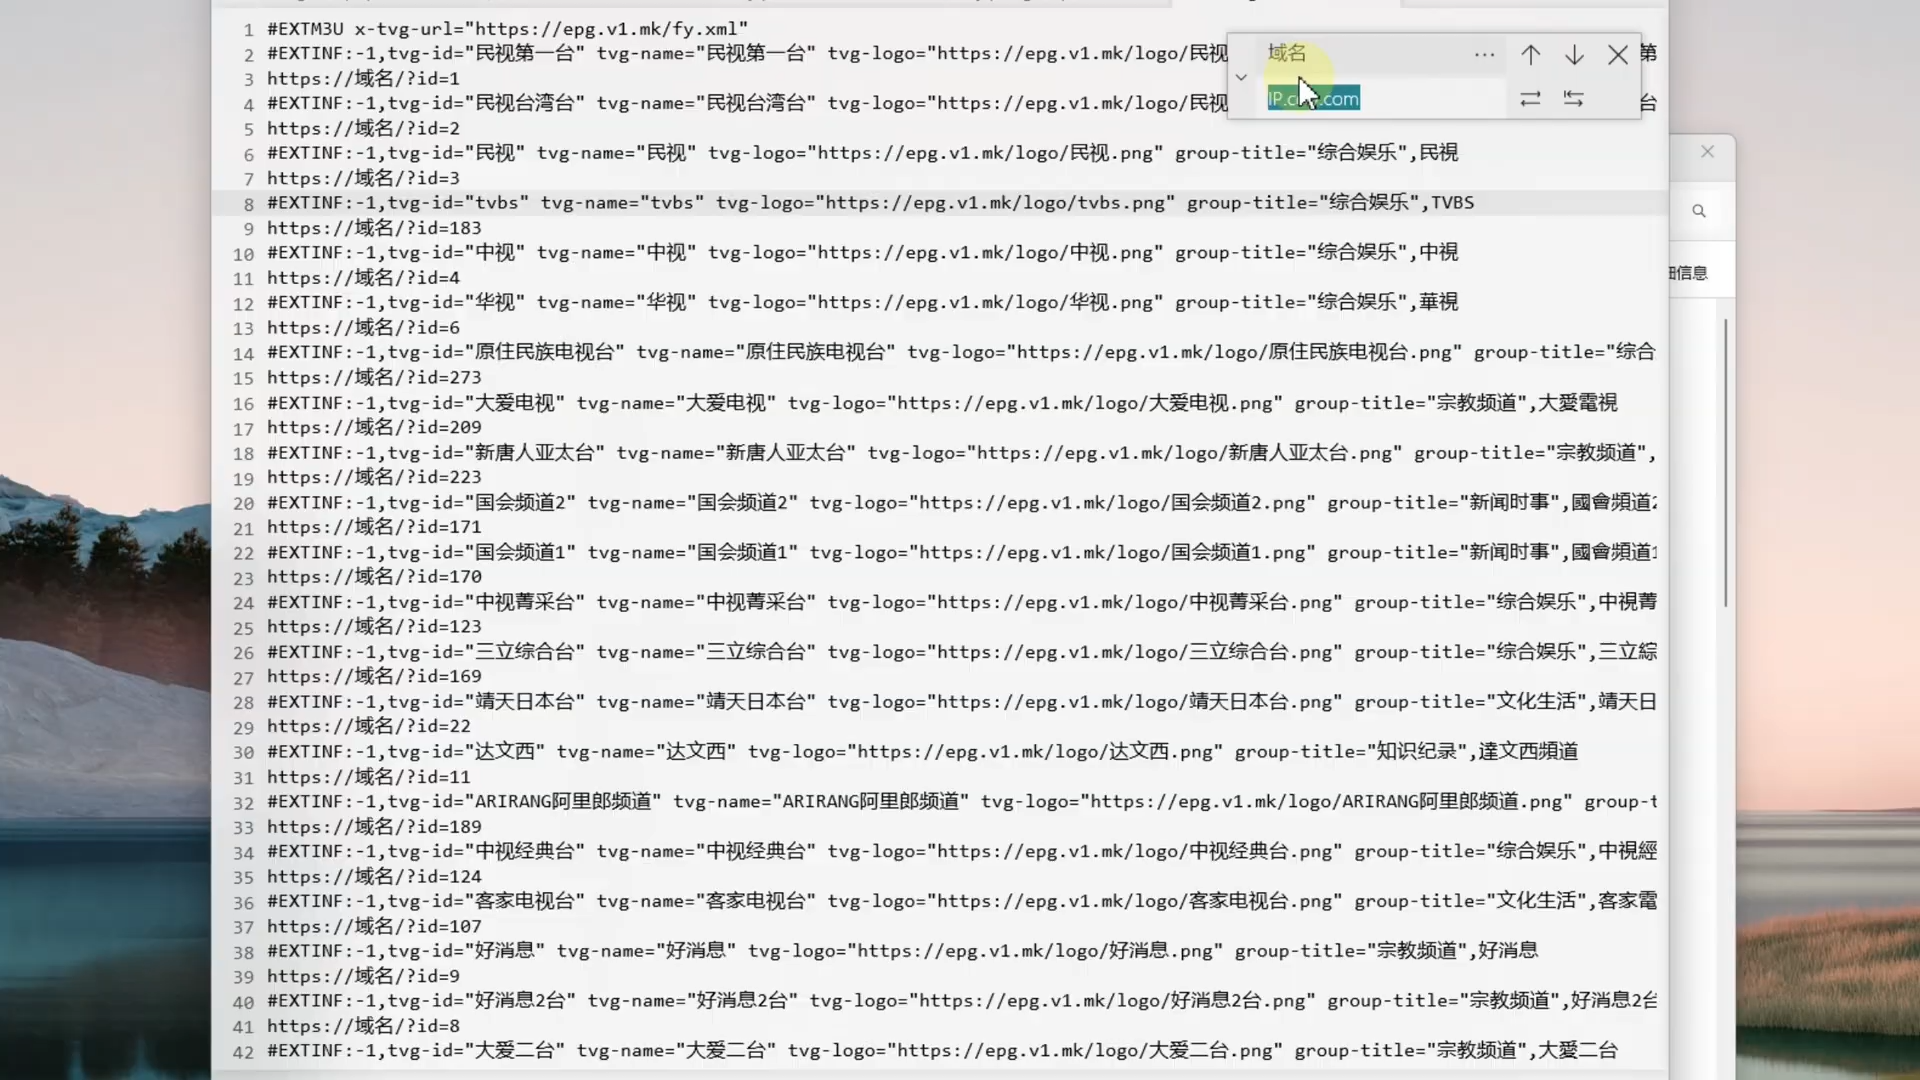 1 #EXTM3U x-tvg-url="https://epg.v1.mk/fy.xml"
2 #EXTINF:-1,tvg-id="民视第一台" tvg-name="民视第一台" tvg-logo="https://epg.v1.mk/logo/民视
域名
3 https://域名/?id=1
4 #EXTINF:-1,tvg-id="民视台湾台" tvg-name="民视台湾台" tvg-logo="https://epg.v1.mk/logo/民视
5 https://域名/?id=2
6 #EXTINF:-1,tvg-id="民视" tvg-name="民视" tvg-logo="https://epg.v1.mk/logo/民视.png" group-title="综合娱乐",民視
7 https://域名/?id=3
8 #EXTINF:-1,tvg-id="tvbs" tvg-name="tvbs" tvg-logo="https://epg.v1.mk/logo/tvbs.png" group-title="综合娱乐",TVBS
9 https://域名/?id=183
10 #EXTINF:-1,tvg-id="中视" tvg-name="中视" tvg-logo="https://epg.v1.mk/logo/中视.png" group-title="综合娱乐",中視
细信息
11 https://域名/?id=4
12 #EXTINF:-1,tvg-id="华视" tvg-name="华视" tvg-logo="https://epg.v1.mk/logo/华视.png" group-title="综合娱乐",華視
13 https://域名/?id=6
14 #EXTINF:-1,tvg-id="原住民族电视台" tvg-name="原住民族电视台" tvg-logo="https://epg.v1.mk/logo/原住民族电视台.png" group-title="综合
15 https://域名/?id=273
16 #EXTINF:-1,tvg-id="大爱电视" tvg-name="大爱电视" tvg-logo="https://epg.v1.mk/logo/大爱电视.png" group-title="宗教频道",大愛電視
17 https://域名/?id=209
18 #EXTINF:-1,tvg-id="新唐人亚太台" tvg-name="新唐人亚太台" tvg-logo="https://epg.v1.mk/logo/新唐人亚太台.png" group-title="宗教频道",
19 https://域名/?id=223
20 #EXTINF:-1,tvg-id="国会频道2" tvg-name="国会频道2" tvg-logo="https://epg.v1.mk/logo/国会频道2.png" group-title="新闻时事",國會頻道2
21 https://域名/?id=171
22 #EXTINF:-1,tvg-id="国会频道1" tvg-name="国会频道1" tvg-logo="https://epg.v1.mk/logo/国会频道1.png" group-title="新闻时事",國會頻道1
23 https://域名/?id=170
24 #EXTINF:-1,tvg-id="中视菁采台" tvg-name="中视菁采台" tvg-logo="https://epg.v1.mk/logo/中视菁采台.png" group-title="综合娱乐",中視菁
25 https://域名/?id=123
26 #EXTINF:-1,tvg-id="三立综合台" tvg-name="三立综合台" tvg-logo="https://epg.v1.mk/logo/三立综合台.png" group-title="综合娱乐",三立綜
27 https://域名/?id=169
28 #EXTINF:-1,tvg-id="靖天日本台" tvg-name="靖天日本台" tvg-logo="https://epg.v1.mk/logo/靖天日本台.png" group-title="文化生活",靖天日
29 https://域名/?id=22
30 #EXTINF:-1,tvg-id="达文西" tvg-name="达文西" tvg-logo="https://epg.v1.mk/logo/达文西.png" group-title="知识纪录",達文西頻道
31 https://域名/?id=11
32 #EXTINF:-1,tvg-id="ARIRANG阿里郎频道" tvg-name="ARIRANG阿里郎频道" tvg-logo="https://epg.v1.mk/logo/ARIRANG阿里郎频道.png" group-t
33 https://域名/?id=189
34 #EXTINF:-1,tvg-id="中视经典台" tvg-name="中视经典台" tvg-logo="https://epg.v1.mk/logo/中视经典台.png" group-title="综合娱乐",中視經
35 https://域名/?id=124
36 #EXTINF:-1,tvg-id="客家电视台" tvg-name="客家电视台" tvg-logo="https://epg.v1.mk/logo/客家电视台.png" group-title="文化生活",客家電
37 https://域名/?id=107
38 #EXTINF:-1,tvg-id="好消息" tvg-name="好消息" tvg-logo="https://epg.v1.mk/logo/好消息.png" group-title="宗教频道",好消息
39 https://域名/?id=9
40 #EXTINF:-1,tvg-id="好消息2台" tvg-name="好消息2台" tvg-logo="https://epg.v1.mk/logo/好消息2台.png" group-title="宗教频道",好消息2台
41 https://域名/?id=8
42 #EXTINF:-1,tvg-id="大爱二台" tvg-name="大爱二台" tvg-logo="https://epg.v1.mk/logo/大爱二台.png" group-title="宗教频道",大愛二台